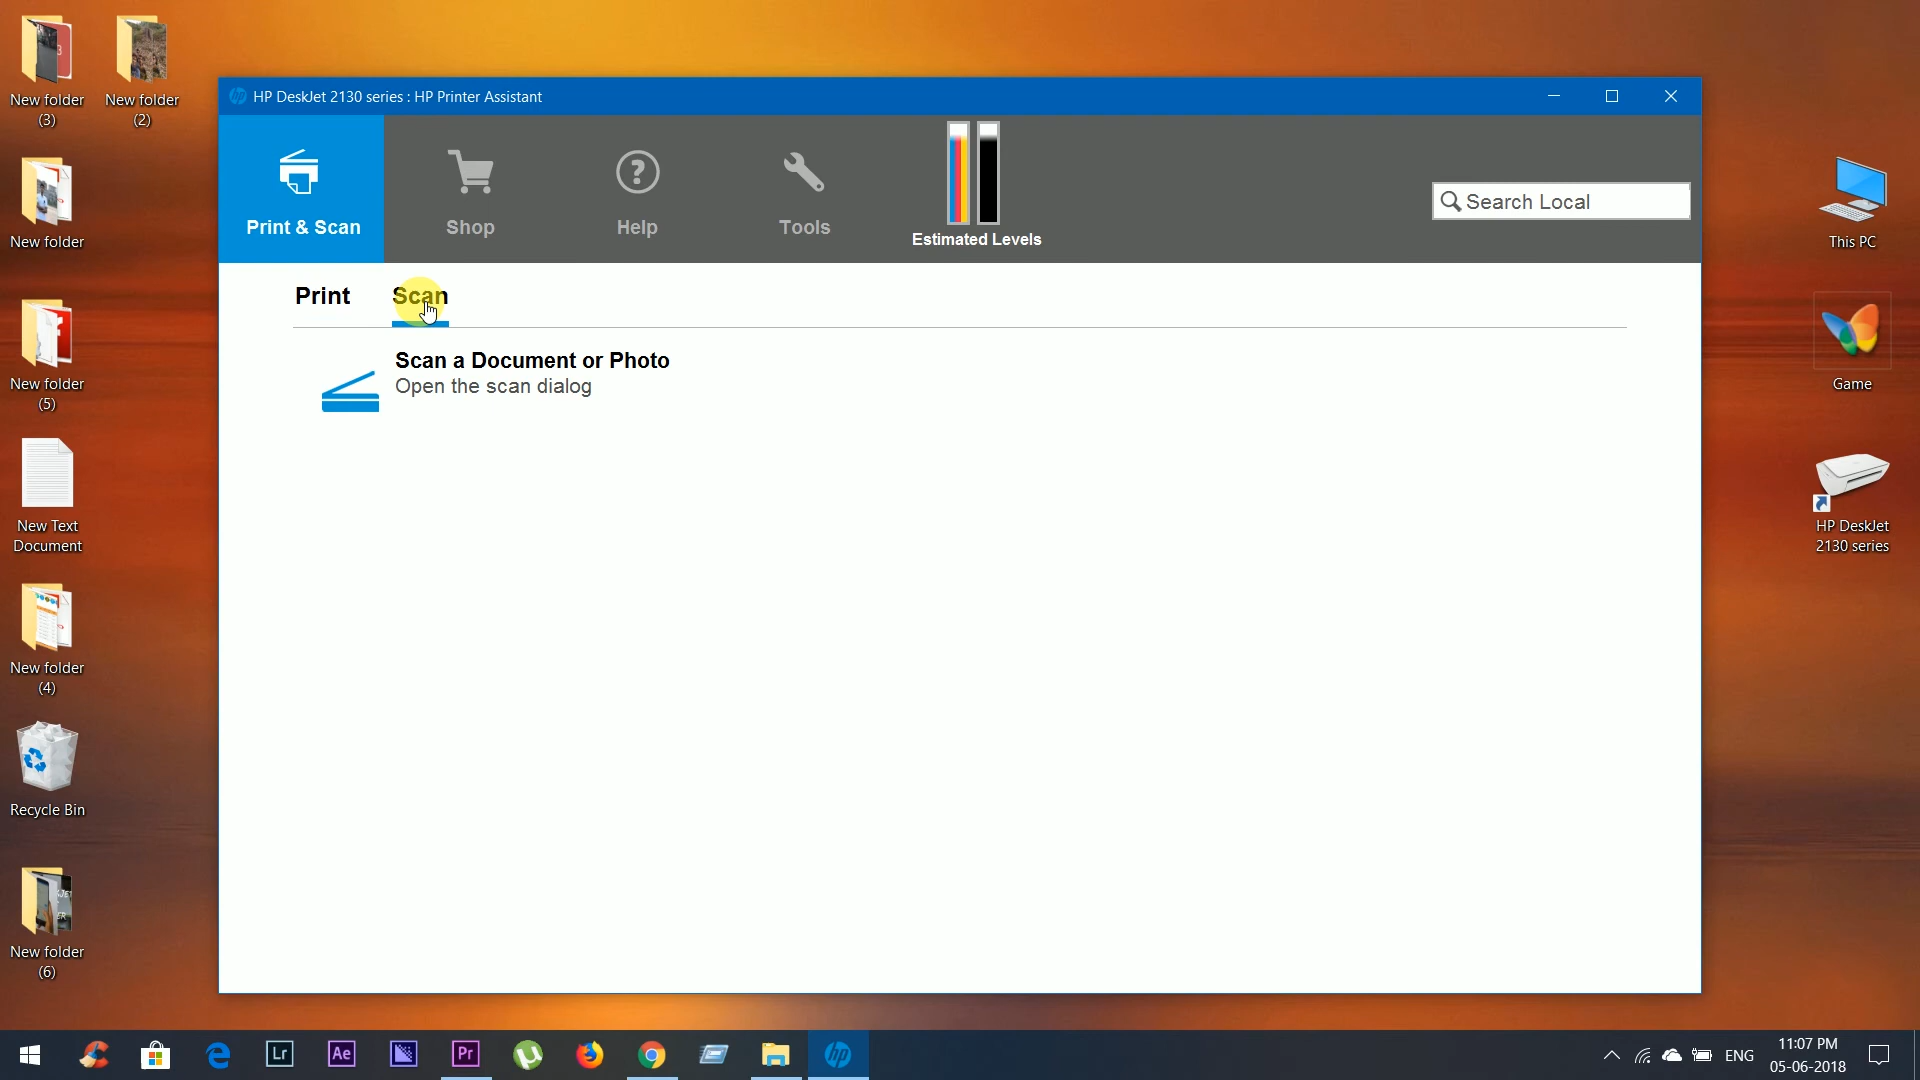 New folder
(3)
New folder
(2)
New folder
New folder
(5)
New Text
Document
New folder
(4)
Recycle Bin
New folder
(6)
HP DeskJet 2130 series : HP Printer Assistant
Print & Scan
Shop
Help
Tools
Estimated Levels
Search Local
Print
Scan
Scan a Document or Photo
Open the scan dialog
This PC
Game
HP DeskJet
2130 series
Lr
Ae
Pr
hp
ENG
11:07 PM
05-06-2018